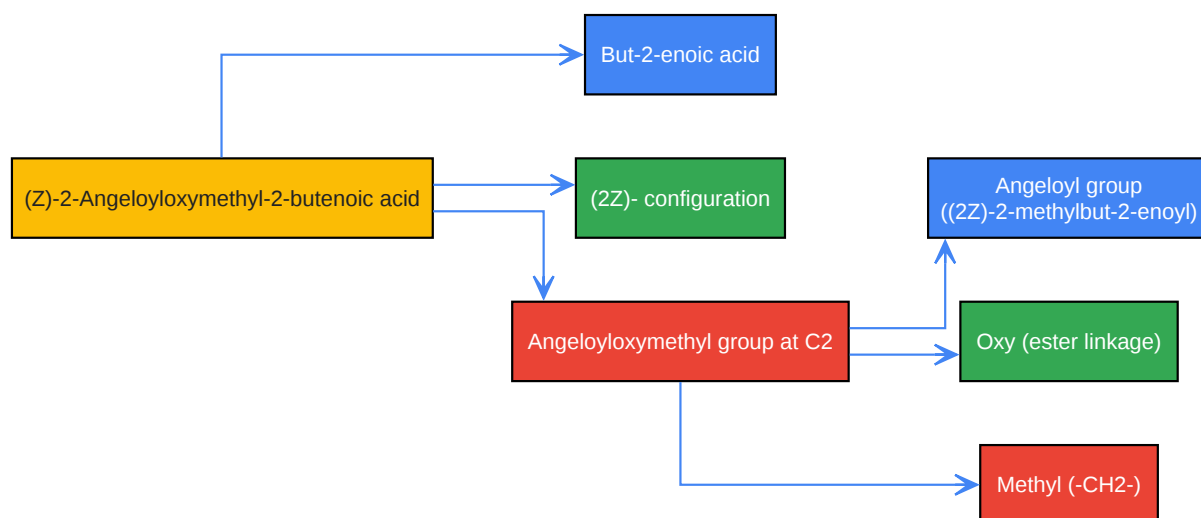 But-2-enoic acid
(Z)-2-Angeloyloxymethyl-2-butenoic acid
(2Z)- configuration
Angeloyl group
((2Z)-2-methylbut-2-enoyl)
Angeloyloxymethyl group at C2
Oxy (ester linkage)
Methyl (-CH2-)